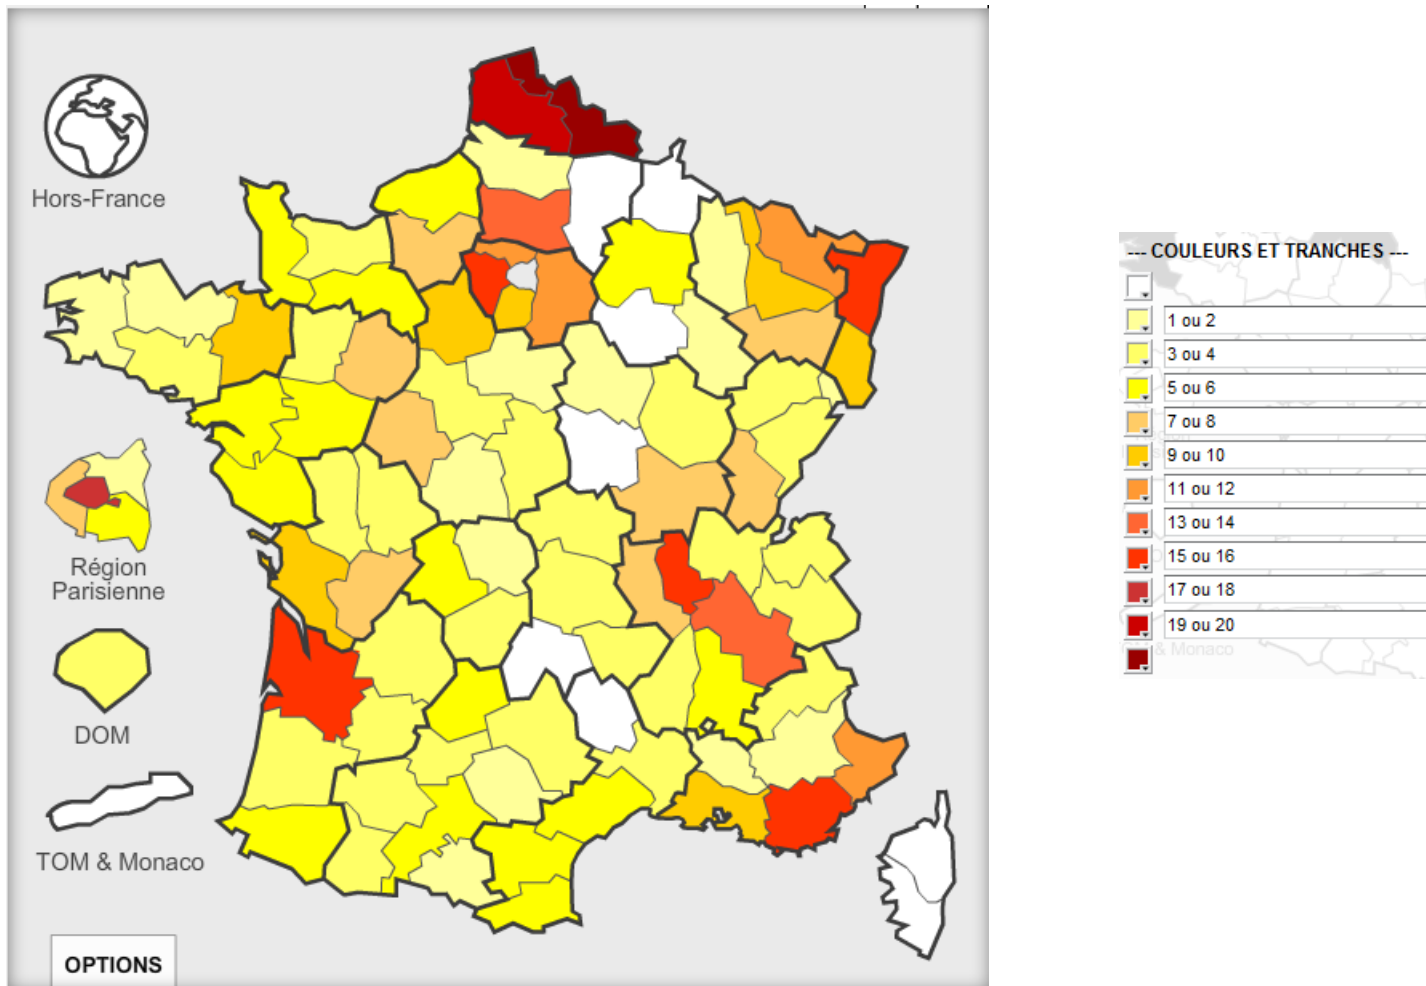 Hors-France
Région
Parisienne
DOM
TOM & Monaco
OPTIONS
--- COULEURS ET TRANCHES ---
1 ou 2
3 ou 4
5 ou 6
7 ou 8
9 ou 10
11 ou 12
13 ou 14
15 ou 16
17 ou 18
19 ou 20
& Monaco